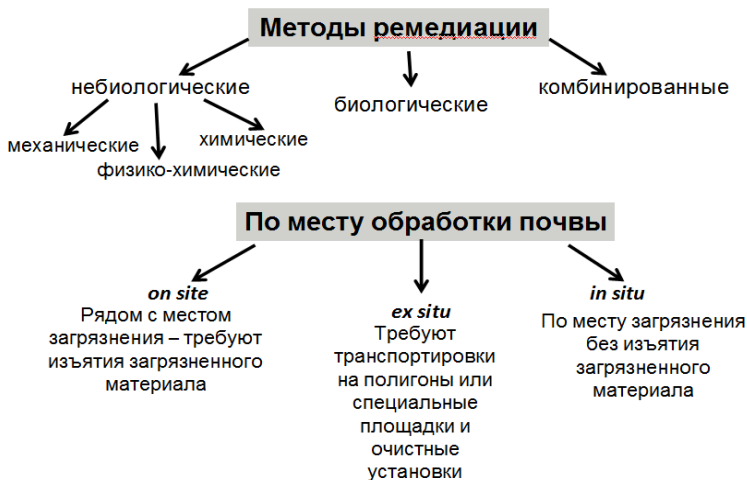 Методы ремедиации
небиологические
биологические
комбинированные
механические
физико-химические
химические
По месту обработки почвы
on site
Рядом с местом
загрязнения – требуют
изъятия загрязненного
материала
ex situ
Требуют
транспортировки
на полигоны или
специальные
площадки и
очистные
установки
in situ
По месту загрязнения
без изъятия
загрязненного
материала